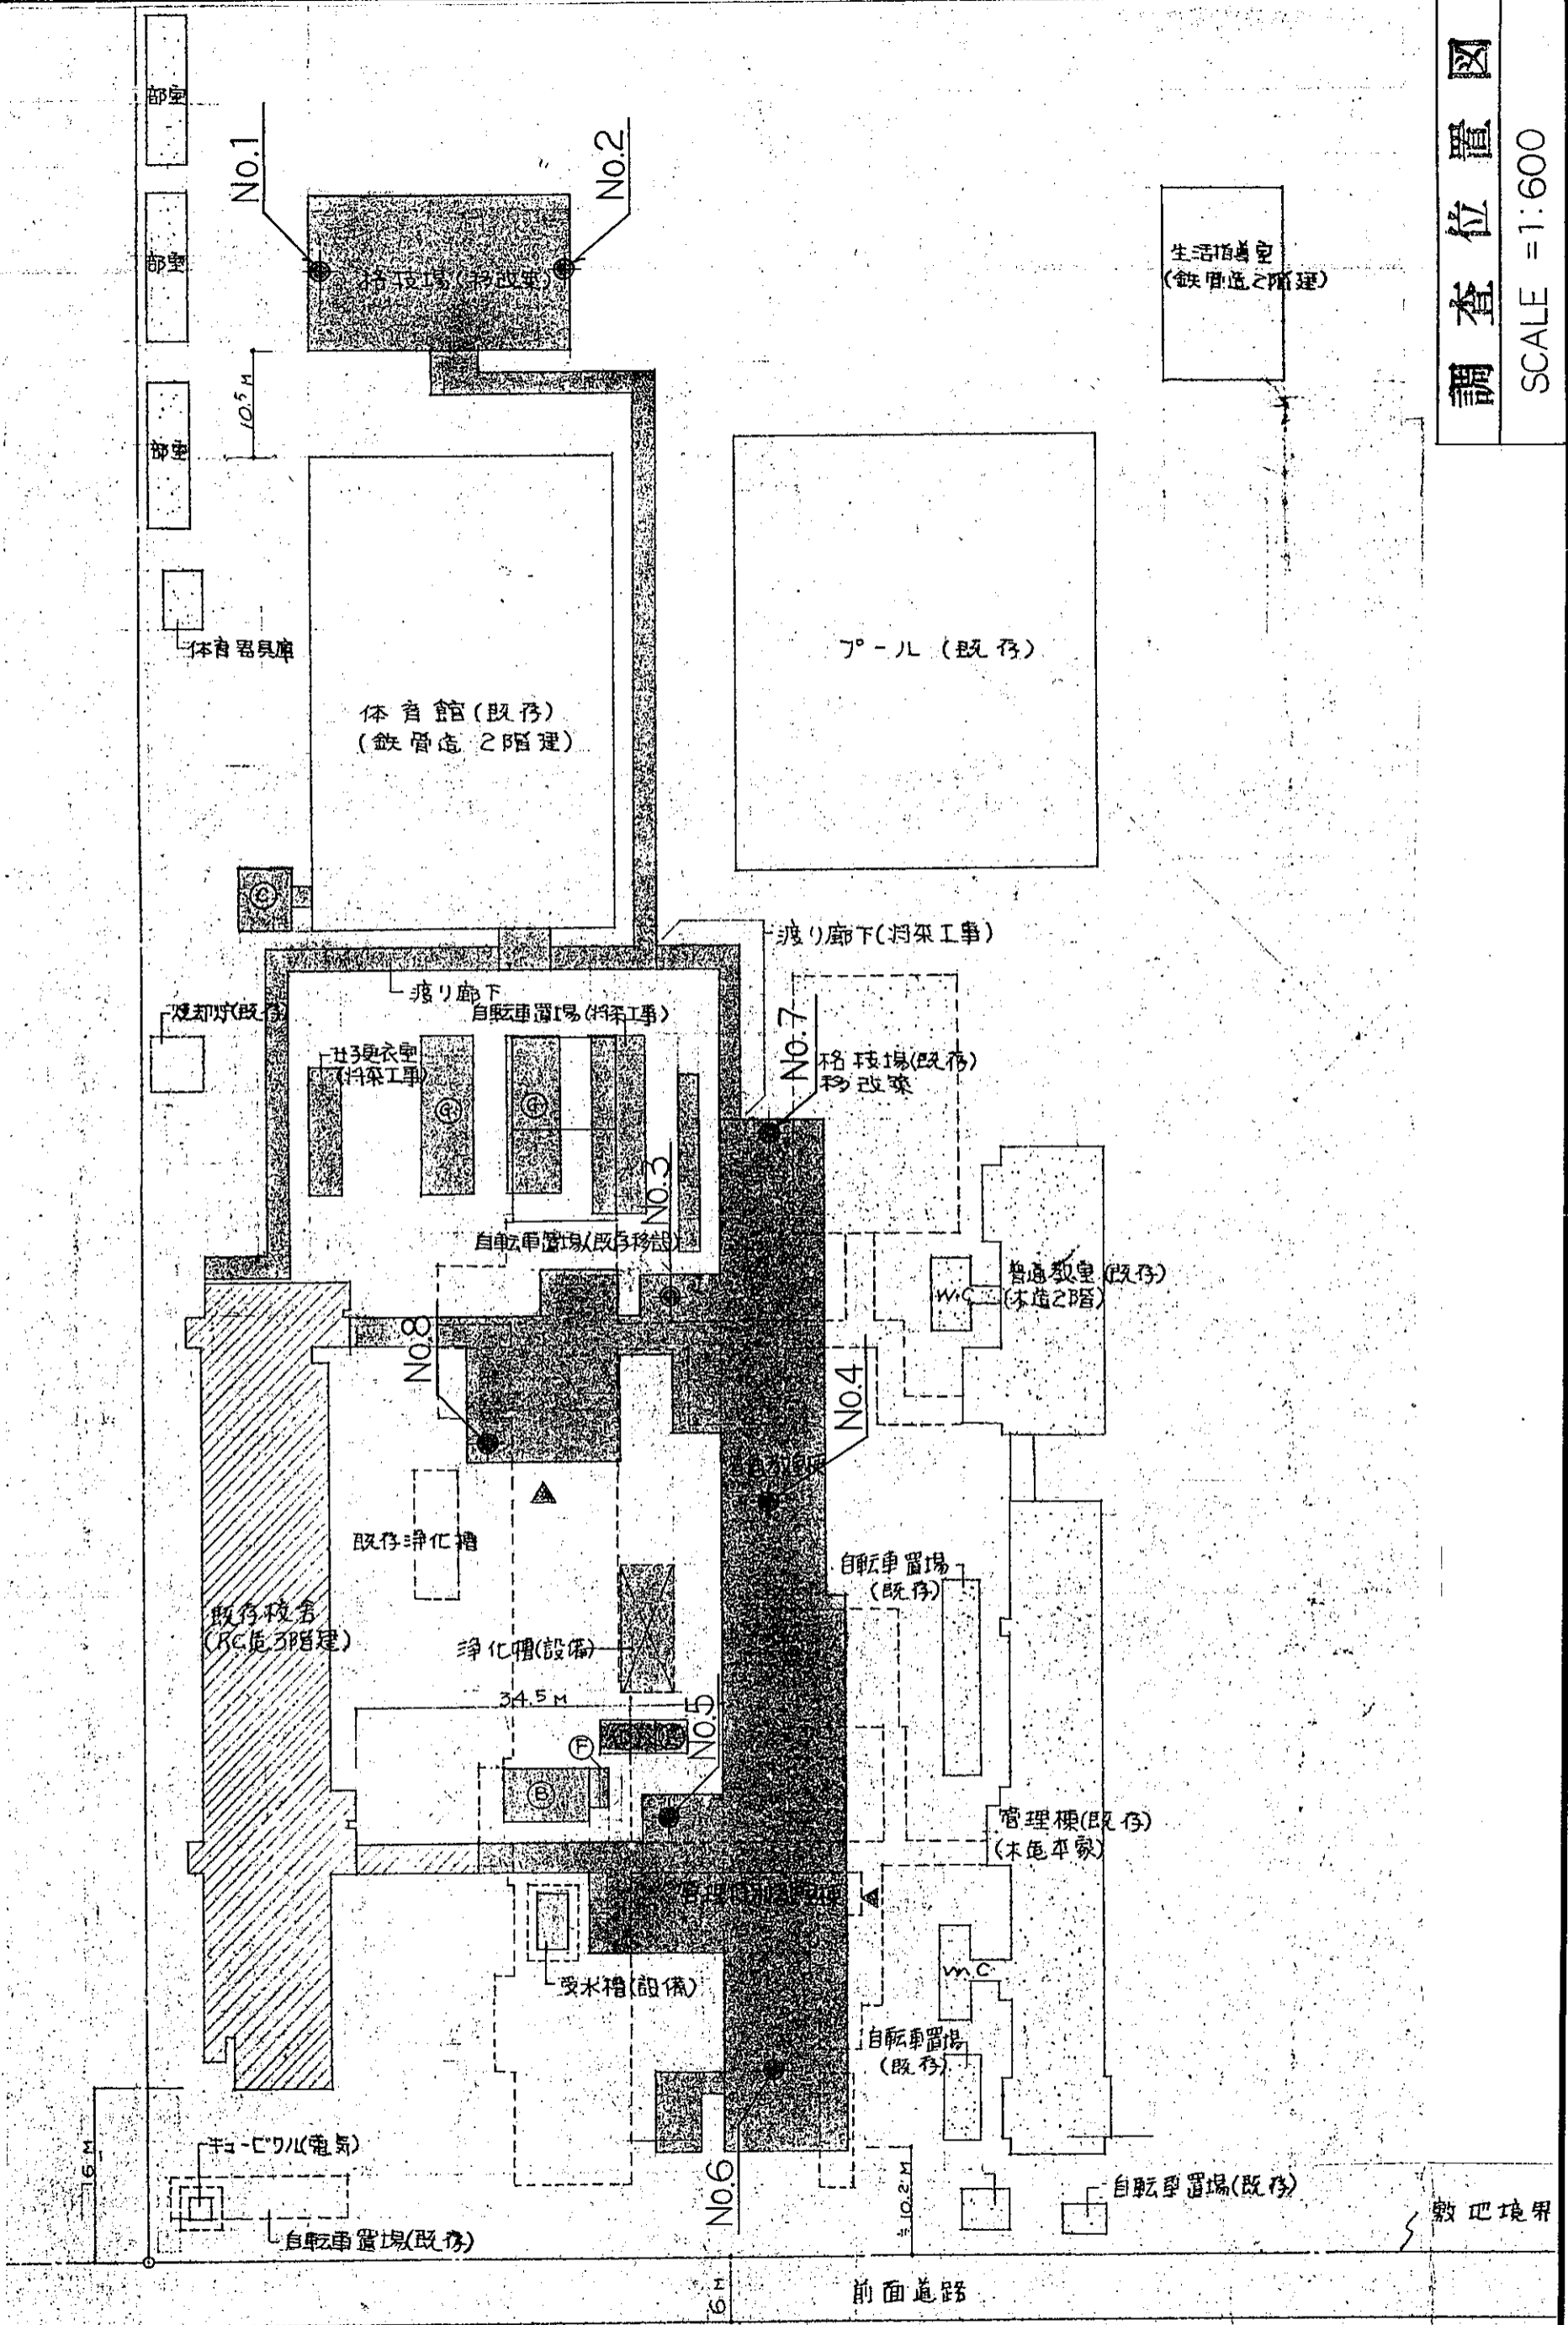 調査位置図
SCALE = 1:600
部室
部室
部室
No.1
No.2
格技場(移改築)
生活指導室
(鉄骨造2階建)
10.5M
体育器具庫
体育館(既存)
(鉄骨造 2階建)
プール (既存)
C
渡り廊下(将来工事)
渡り廊下
焼却炉(既存)
自転車置場(将来工事)
女子更衣室
(将来工事)
No.7
格技場(既存)
移改築
No.3
自転車置場(既存移設)
普通教室(既存)
(木造2階)
W.C
No.8
No.4
既存浄化槽
自転車置場
(既存)
既存校舎
(RC造3階建)
浄化槽(設備)
34.5M
No.5
F
B
管理棟(既存)
(木造平家)
受水槽(設備)
W.C
自転車置場
(既存)
16M
キュービクル(電気)
自転車置場(既存)
No.6
≒10.2M
自転車置場(既存)
敷地境界
6M
前面道路